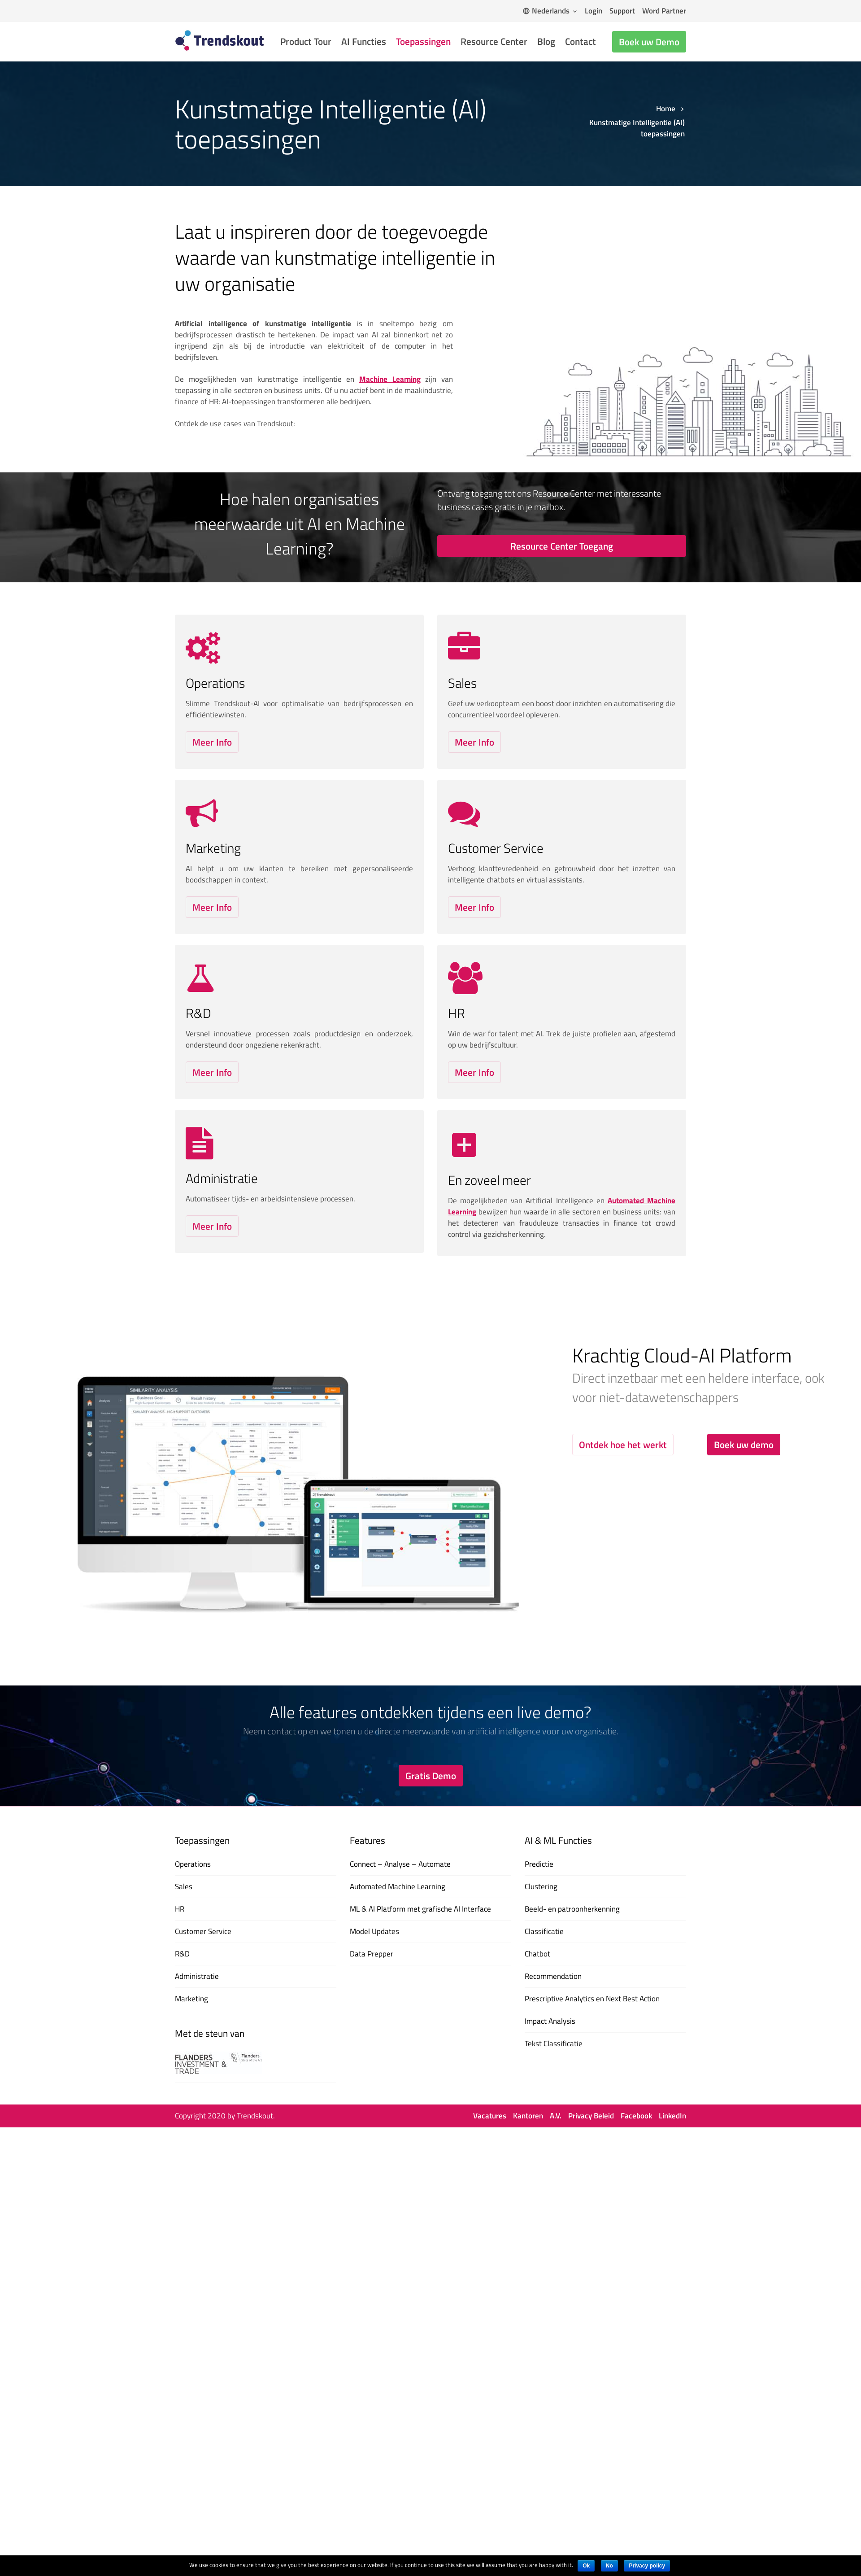 Nederlands
Login
Support
Word Partner
Trendskout
Product Tour
AI Functies
Toepassingen
Resource Center
Blog
Contact
Boek uw Demo
Kunstmatige Intelligentie (AI)
toepassingen
Home ›
Kunstmatige Intelligentie (AI)
toepassingen
Laat u inspireren door de toegevoegde
waarde van kunstmatige intelligentie in
uw organisatie
Artificial intelligence of kunstmatige intelligentie is in sneltempo bezig om
bedrijfsprocessen drastisch te hertekenen. De impact van AI zal binnenkort net zo
ingrijpend zijn als bij de introductie van elektriciteit of de computer in het
bedrijfsleven.
De mogelijkheden van kunstmatige intelligentie en Machine Learning zijn van
toepassing in alle sectoren en business units. Of u nu actief bent in de maakindustrie,
finance of HR: AI-toepassingen transformeren alle bedrijven.
Ontdek de use cases van Trendskout:
Hoe halen organisaties
meerwaarde uit AI en Machine
Learning?
Ontvang toegang tot ons Resource Center met interessante
business cases gratis in je mailbox.
Resource Center Toegang
Operations
Slimme Trendskout-AI voor optimalisatie van bedrijfsprocessen en
efficiëntiewinsten.
Meer Info
Sales
Geef uw verkoopteam een boost door inzichten en automatisering die
concurrentieel voordeel opleveren.
Meer Info
Marketing
AI helpt u om uw klanten te bereiken met gepersonaliseerde
boodschappen in context.
Meer Info
Customer Service
Verhoog klanttevredenheid en getrouwheid door het inzetten van
intelligente chatbots en virtual assistants.
Meer Info
R&D
Versnel innovatieve processen zoals productdesign en onderzoek,
ondersteund door ongeziene rekenkracht.
Meer Info
HR
Win de war for talent met AI. Trek de juiste profielen aan, afgestemd
op uw bedrijfscultuur.
Meer Info
Administratie
Automatiseer tijds- en arbeidsintensieve processen.
Meer Info
En zoveel meer
De mogelijkheden van Artificial Intelligence en Automated Machine
Learning bewijzen hun waarde in alle sectoren en business units: van
het detecteren van frauduleuze transacties in finance tot crowd
control via gezichsherkenning.
SIMILARITY ANALYSIS
Krachtig Cloud-AI Platform
Direct inzetbaar met een heldere interface, ook
voor niet-datawetenschappers
Ontdek hoe het werkt
Boek uw demo
Alle features ontdekken tijdens een live demo?
Neem contact op en we tonen u de directe meerwaarde van artificial intelligence voor uw organisatie.
Gratis Demo
Toepassingen
Operations
Sales
HR
Customer Service
R&D
Administratie
Marketing
Met de steun van
FLANDERS
INVESTMENT &
TRADE
Flanders
Features
Connect – Analyse – Automate
Automated Machine Learning
ML & AI Platform met grafische AI Interface
Model Updates
Data Prepper
AI & ML Functies
Predictie
Clustering
Beeld- en patroonherkenning
Classificatie
Chatbot
Recommendation
Prescriptive Analytics en Next Best Action
Impact Analysis
Tekst Classificatie
Copyright 2020 by Trendskout.
Vacatures
Kantoren
A.V.
Privacy Beleid
Facebook
LinkedIn
We use cookies to ensure that we give you the best experience on our website. If you continue to use this site we will assume that you are happy with it.
Ok
No
Privacy policy